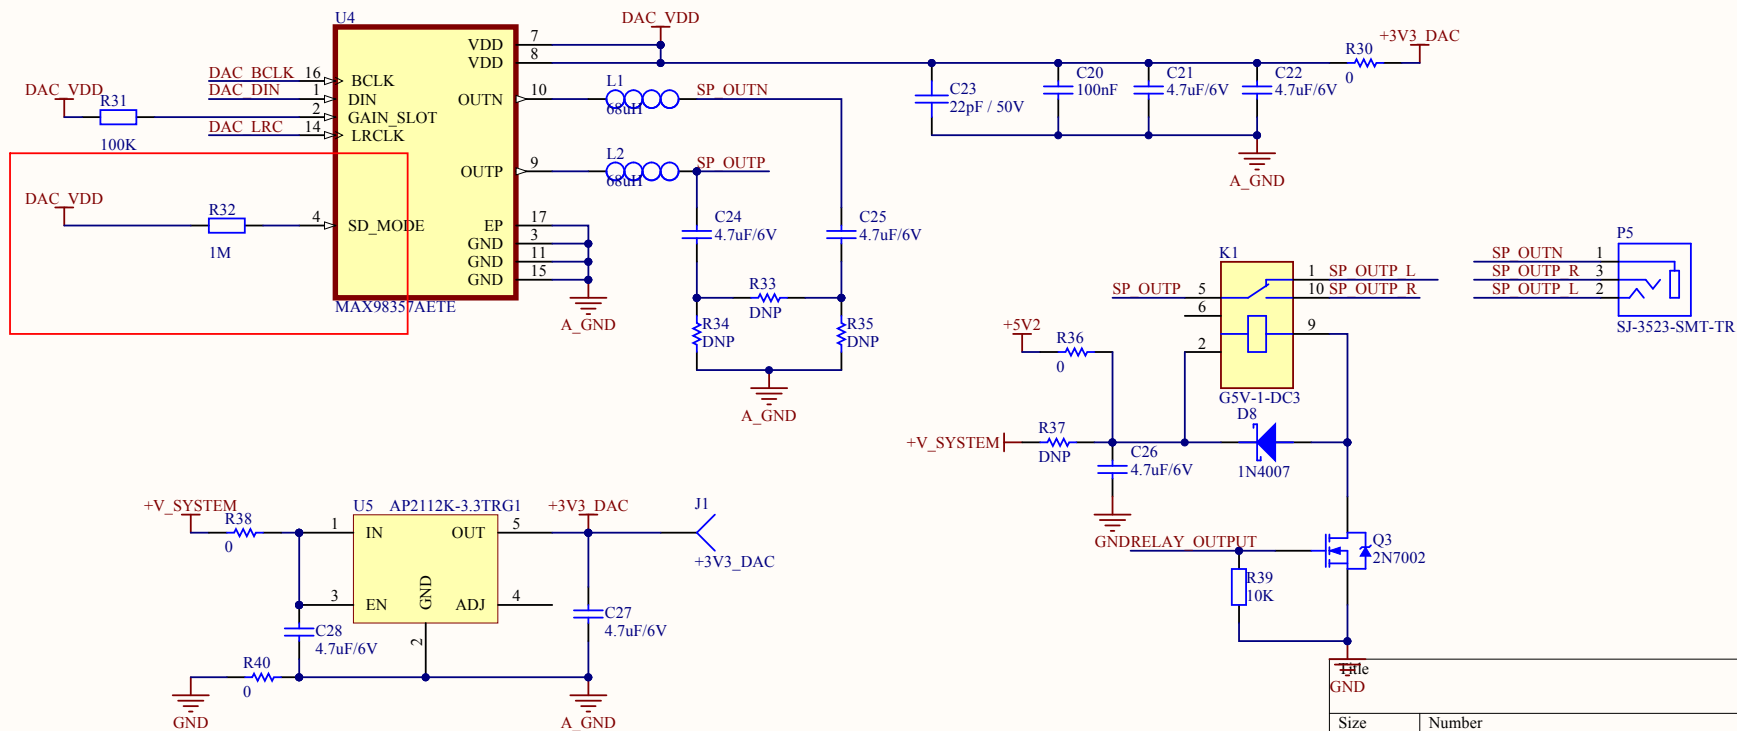 U4
MAX98357AETE
VDD 7
VDD 8
DAC_BCLK 16 BCLK
DAC_DIN 1 DIN
2 GAIN_SLOT
DAC_LRC 14 LRCLK
DAC_VDD
R31
100K
DAC_VDD
R32
1M
4 SD_MODE
OUTN 10
OUTP 9
EP 17
GND 3
GND 11
GND 15
A_GND
DAC_VDD
L1
68uH
SP_OUTN
L2
68uH
SP_OUTP
C24
4.7uF/6V
C25
4.7uF/6V
R33
DNP
R34
DNP
R35
DNP
A_GND
C23
22pF / 50V
C20
100nF
C21
4.7uF/6V
C22
4.7uF/6V
R30
0
+3V3_DAC
A_GND
K1
SP_OUTP 5
6
2
1 SP_OUTP_L
10 SP_OUTP_R
9
G5V-1-DC3
P5
SP_OUTN 1
SP_OUTP_R 3
SP_OUTP_L 2
SJ-3523-SMT-TR
+5V2
R36
0
+V_SYSTEM
R37
DNP
C26
4.7uF/6V
GND
D8
1N4007
RELAY_OUTPUT
Q3
2N7002
R39
10K
GND
+V_SYSTEM
R38
0
U5 AP2112K-3.3TRG1
1 IN
OUT 5
3 EN
GND
2
ADJ 4
+3V3_DAC
J1
+3V3_DAC
C27
4.7uF/6V
C28
4.7uF/6V
R40
0
GND
A_GND
Title
Size
Number